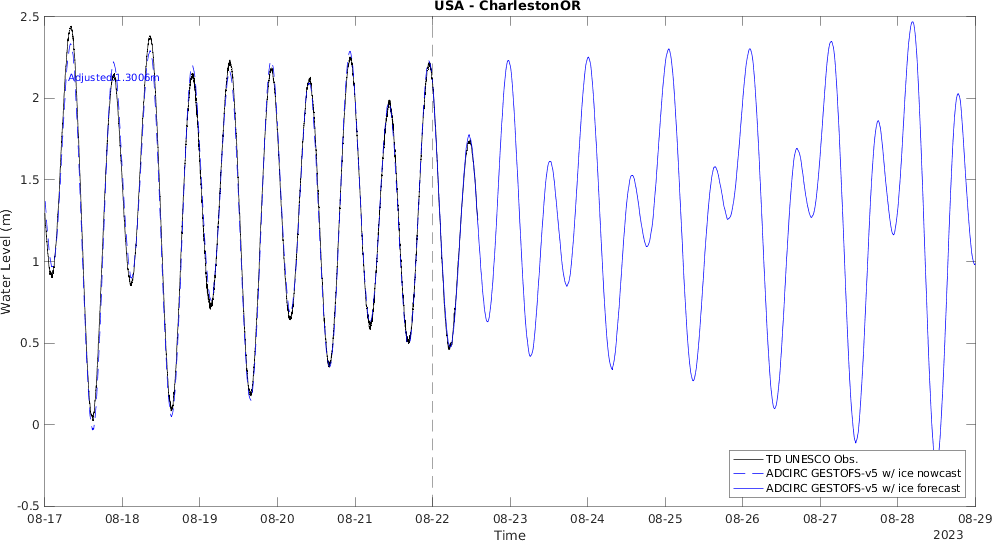 USA - CharlestonOR
2.5
2
1.5
1
0.5
0
-0.5
Water Level (m)
Adjusted 1.3006m
TD UNESCO Obs.
ADCIRC GESTOFS-v5 w/ ice nowcast
ADCIRC GESTOFS-v5 w/ ice forecast
08-17 08-18 08-19 08-20 08-21 08-22 08-23 08-24 08-25 08-26 08-27 08-28 08-29
Time
2023